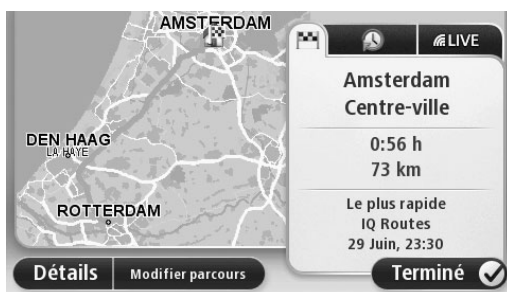 AMSTERDAM
LIVE
Amsterdam
Centre-ville
DEN HAAG
LA HAYE
0:56 h
73 km
ROTTERDAM
Le plus rapide
IQ Routes
29 Juin, 23:30
Détails
Modifier parcours
Terminé